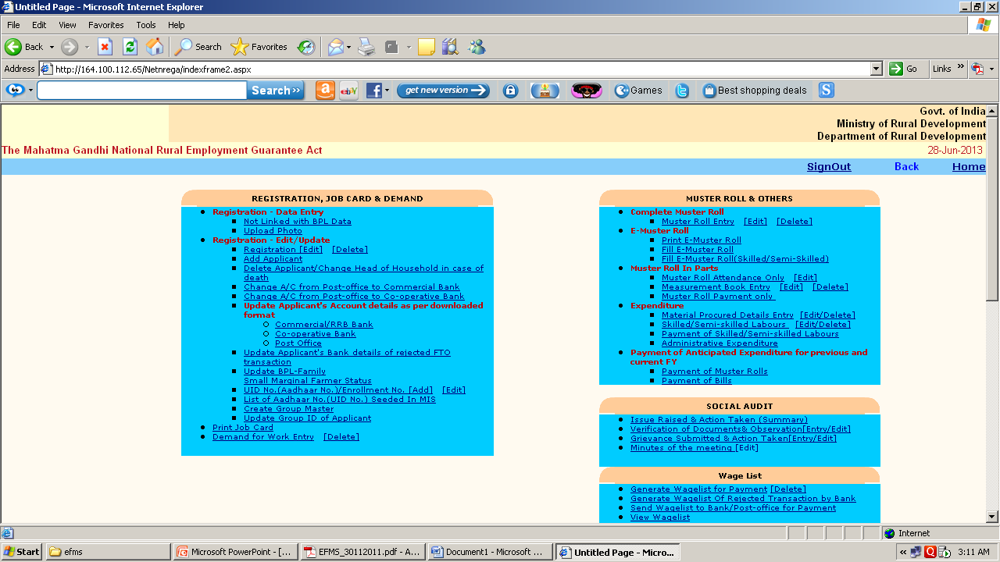 Untitled Page - Microsoft Internet Explorer
File Edit View Favorites Tools Help
Back Search Favorites
Address http://164.100.112.65/Netnrega/indexframe2.aspx Go Links »
Search >> ebY get new version Games Best shopping deals S
Govt. of India
Ministry of Rural Development
Department of Rural Development
The Mahatma Gandhi National Rural Employment Guarantee Act 28-Jun-2013
SignOut Back Home
REGISTRATION, JOB CARD & DEMAND
Registration - Data Entry
Not Linked with BPL Data
Upload Photo
Registration - Edit/Update
Registration [Edit] [Delete]
Add Applicant
Delete Applicant/Change Head of Household in case of
death
Change A/C from Post-office to Commercial Bank
Change A/C from Post-office to Co-operative Bank
Update Applicant's Account details as per downloaded
format
Commercial/RRB Bank
Co-operative Bank
Post Office
Update Applicant's Bank details of rejected FTO
transaction
Update BPL-Family
Small Marginal Farmer Status
UID No.(Aadhaar No.)/Enrollment No. [Add] [Edit]
List of Aadhaar No.(UID No.) Seeded In MIS
Create Group Master
Update Group ID of Applicant
Print Job Card
Demand for Work Entry [Delete]
MUSTER ROLL & OTHERS
Complete Muster Roll
Muster Roll Entry [Edit] [Delete]
E-Muster Roll
Print E-Muster Roll
Fill E-Muster Roll
Fill E-Muster Roll(Skilled/Semi-Skilled)
Muster Roll In Parts
Muster Roll Attendance Only [Edit]
Measurement Book Entry [Edit] [Delete]
Muster Roll Payment only
Expenditure
Material Procured Details Entry [Edit/Delete]
Skilled/Semi-skilled Labours [Edit/Delete]
Payment of Skilled/Semi-skilled Labours
Administrative Expenditure
Payment of Anticipated Expenditure for previous and
current FY
Payment of Muster Rolls
Payment of Bills
SOCIAL AUDIT
Issue Raised & Action Taken (Summary)
Verification of Documents& Observation[Entry/Edit]
Grievance Submitted & Action Taken[Entry/Edit]
Minutes of the meeting [Edit]
Wage List
Generate Wagelist for Payment [Delete]
Generate Wagelist Of Rejected Transaction by Bank
Send Wagelist to Bank/Post-office for Payment
View Wagelist
Internet
Start efms Microsoft PowerPoint - [... EFMS_30112011.pdf - A... Document1 - Microsoft ... Untitled Page - Micro... « 3:11 AM